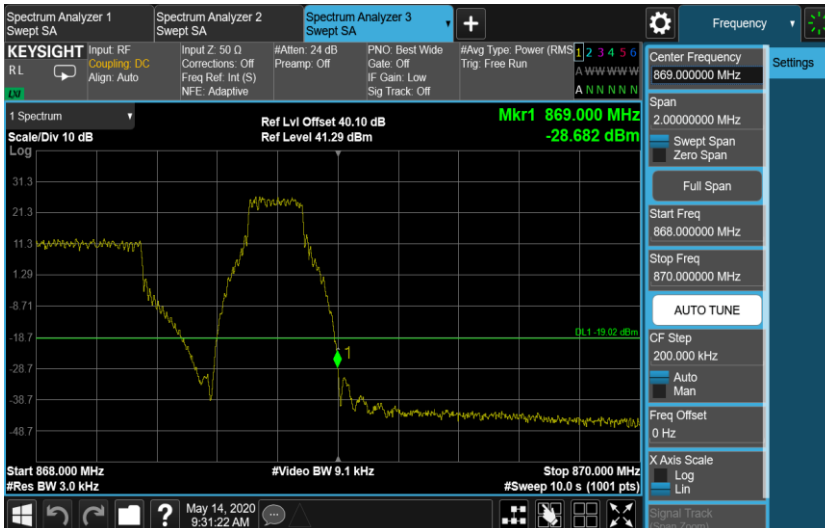 Spectrum Analyzer 1
Swept SA
Spectrum Analyzer 2
Swept SA
Spectrum Analyzer 3
Swept SA
Frequency
KEYSIGHT
RL
LXI
Input: RF
Coupling: DC
Align: Auto
Input Z: 50 Ω
Corrections: Off
Freq Ref: Int (S)
NFE: Adaptive
#Atten: 24 dB
Preamp: Off
PNO: Best Wide
Gate: Off
IF Gain: Low
Sig Track: Off
#Avg Type: Power (RMS
Trig: Free Run
1 2 3 4 5 6
A W W W W W
A N N N N N
1 Spectrum
Scale/Div 10 dB
Log
Ref Lvl Offset 40.10 dB
Ref Level 41.29 dBm
Mkr1 869.000 MHz
-28.682 dBm
31.3
21.3
11.3
1.29
-8.71
-18.7
-28.7
-38.7
-48.7
DL1 -19.02 dBm
1
Start 868.000 MHz
#Res BW 3.0 kHz
#Video BW 9.1 kHz
Stop 870.000 MHz
#Sweep 10.0 s (1001 pts)
Center Frequency
869.000000 MHz
Span
2.00000000 MHz
Swept Span
Zero Span
Full Span
Start Freq
868.000000 MHz
Stop Freq
870.000000 MHz
AUTO TUNE
CF Step
200.000 kHz
Auto
Man
Freq Offset
0 Hz
X Axis Scale
Log
Lin
Signal Track
(Span Zoom)
Settings
?
May 14, 2020
9:31:22 AM